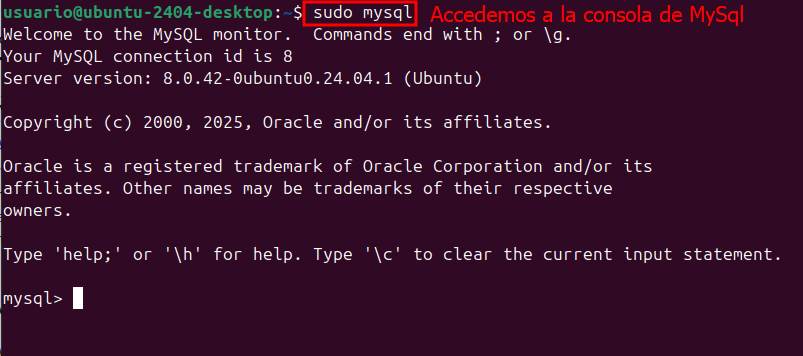 usuario@ubuntu-2404-desktop:~$ sudo mysql Accedemos a la consola de MySql
Welcome to the MySQL monitor.  Commands end with ; or \g.
Your MySQL connection id is 8
Server version: 8.0.42-0ubuntu0.24.04.1 (Ubuntu)
Copyright (c) 2000, 2025, Oracle and/or its affiliates.
Oracle is a registered trademark of Oracle Corporation and/or its
affiliates. Other names may be trademarks of their respective
owners.
Type 'help;' or '\h' for help. Type '\c' to clear the current input statement.
mysql>